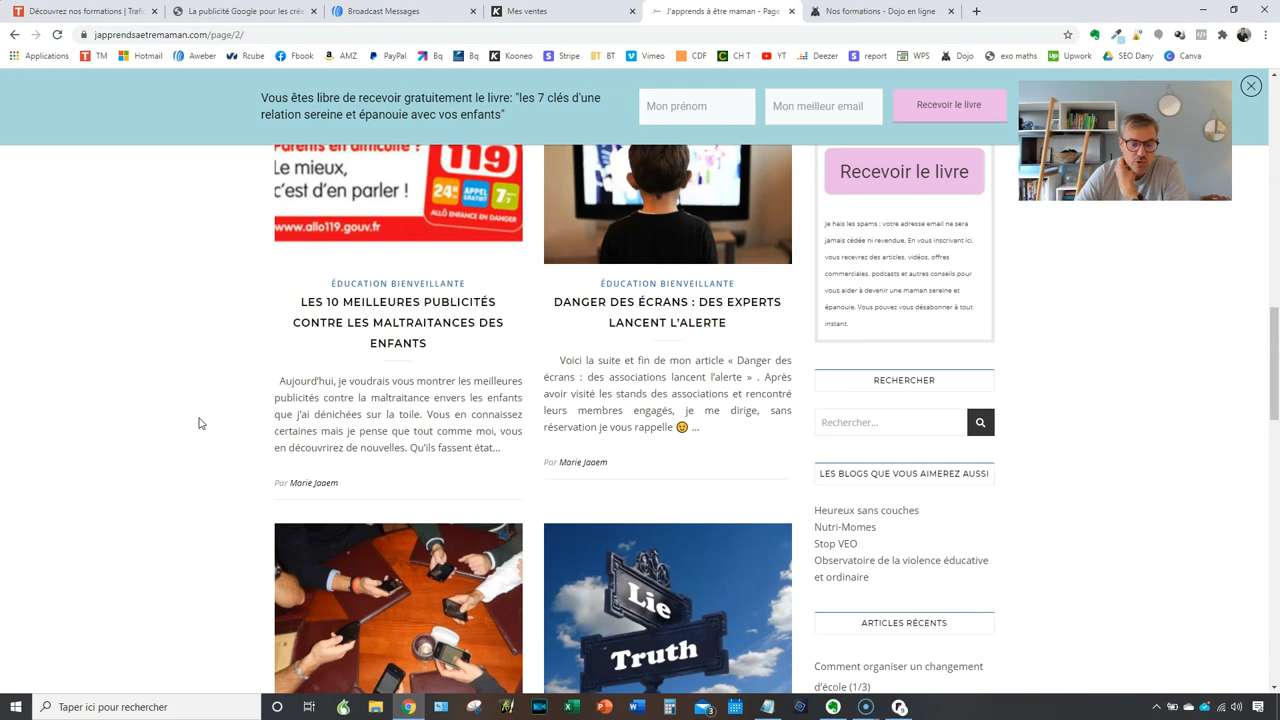 Découvrez nos formations | Trafi
La publicité Google pour les cré
Broadcast Messages
Mes ventes
J'apprends à aetre maman - Pag
Nos formations - Dojo en ligne
japprendsaetremaman.com/page/2/
Applications TM Hotmail Aweber Rcube Fbook AMZ PayPal Bq Kooneo Stripe BT Vimeo CDF CH T YT Deezer report WPS Dojo exo maths Upwork SEO Dany Canva
Vous êtes libre de recevoir gratuitement le livre: "les 7 clés d'une
relation sereine et épanouie avec vos enfants"
Mon prénom
Mon meilleur email
Recevoir le livre
Parents en difficulté ?
Le mieux,
c'est d'en parler !
119
24H
APPEL GRATUIT
7/7
ALLÔ ENFANCE EN DANGER
www.allo119.gouv.fr
ÉDUCATION BIENVEILLANTE
LES 10 MEILLEURES PUBLICITÉS
CONTRE LES MALTRAITANCES DES
ENFANTS
Aujourd'hui, je voudrais vous montrer les meilleures
publicités contre la maltraitance envers les enfants
que j'ai dénichées sur la toile. Vous en connaissez
certaines mais je pense que tout comme moi, vous
en découvrirez de nouvelles. Qu'ils fassent état...
Par Marie Jaaem
ÉDUCATION BIENVEILLANTE
DANGER DES ÉCRANS : DES EXPERTS
LANCENT L'ALERTE
Voici la suite et fin de mon article « Danger des
écrans : des associations lancent l'alerte » . Après
avoir visité les stands des associations et rencontré
leurs membres engagés, je me dirige, sans
réservation je vous rappelle 😉 ...
Par Marie Jaaem
Lie
Truth
Recevoir le livre
Je hais les spams : votre adresse email ne sera
jamais cédée ni revendue. En vous inscrivant ici,
vous recevrez des articles, vidéos, offres
commerciales, podcasts et autres conseils pour
vous aider à devenir une maman sereine et
épanouie. Vous pouvez vous désabonner à tout
instant.
RECHERCHER
Rechercher...
LES BLOGS QUE VOUS AIMEREZ AUSSI
Heureux sans couches
Nutri-Momes
Stop VEO
Observatoire de la violence éducative
et ordinaire
ARTICLES RÉCENTS
Comment organiser un changement
d'école (1/3)
Taper ici pour rechercher